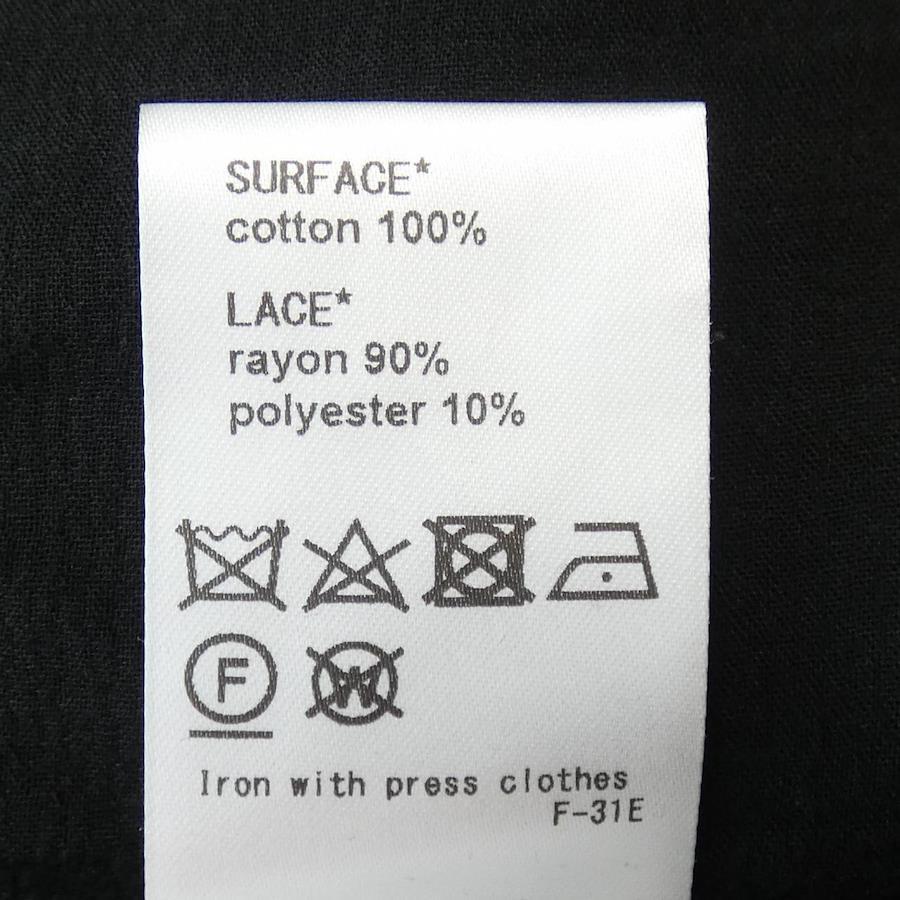 SURFACE*
cotton 100%
LACE*
rayon 90%
polyester 10%
F W
Iron with press clothes
F-31E